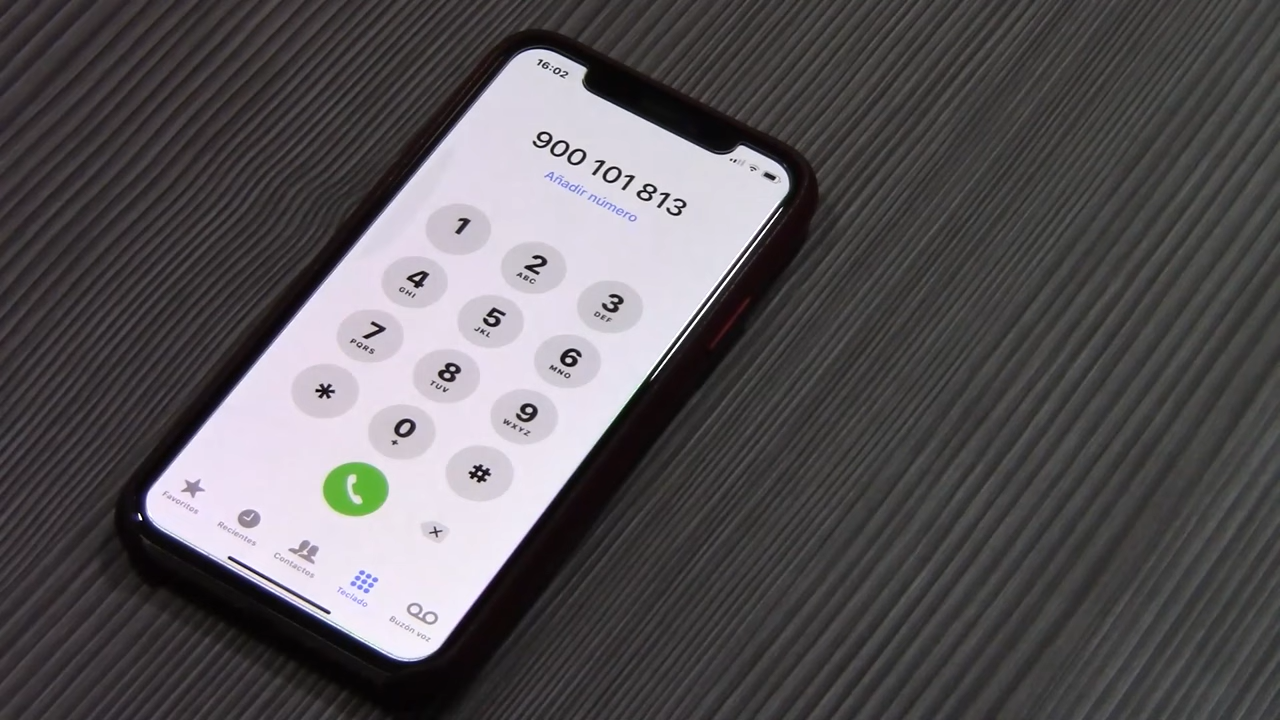 16:02
900 101 813
Añadir número
1
2
ABC
3
DEF
4
GHI
5
JKL
6
MNO
7
PQRS
8
TUV
9
WXYZ
*
0
+
#
Favoritos
Recientes
Contactos
Teclado
Buzón voz